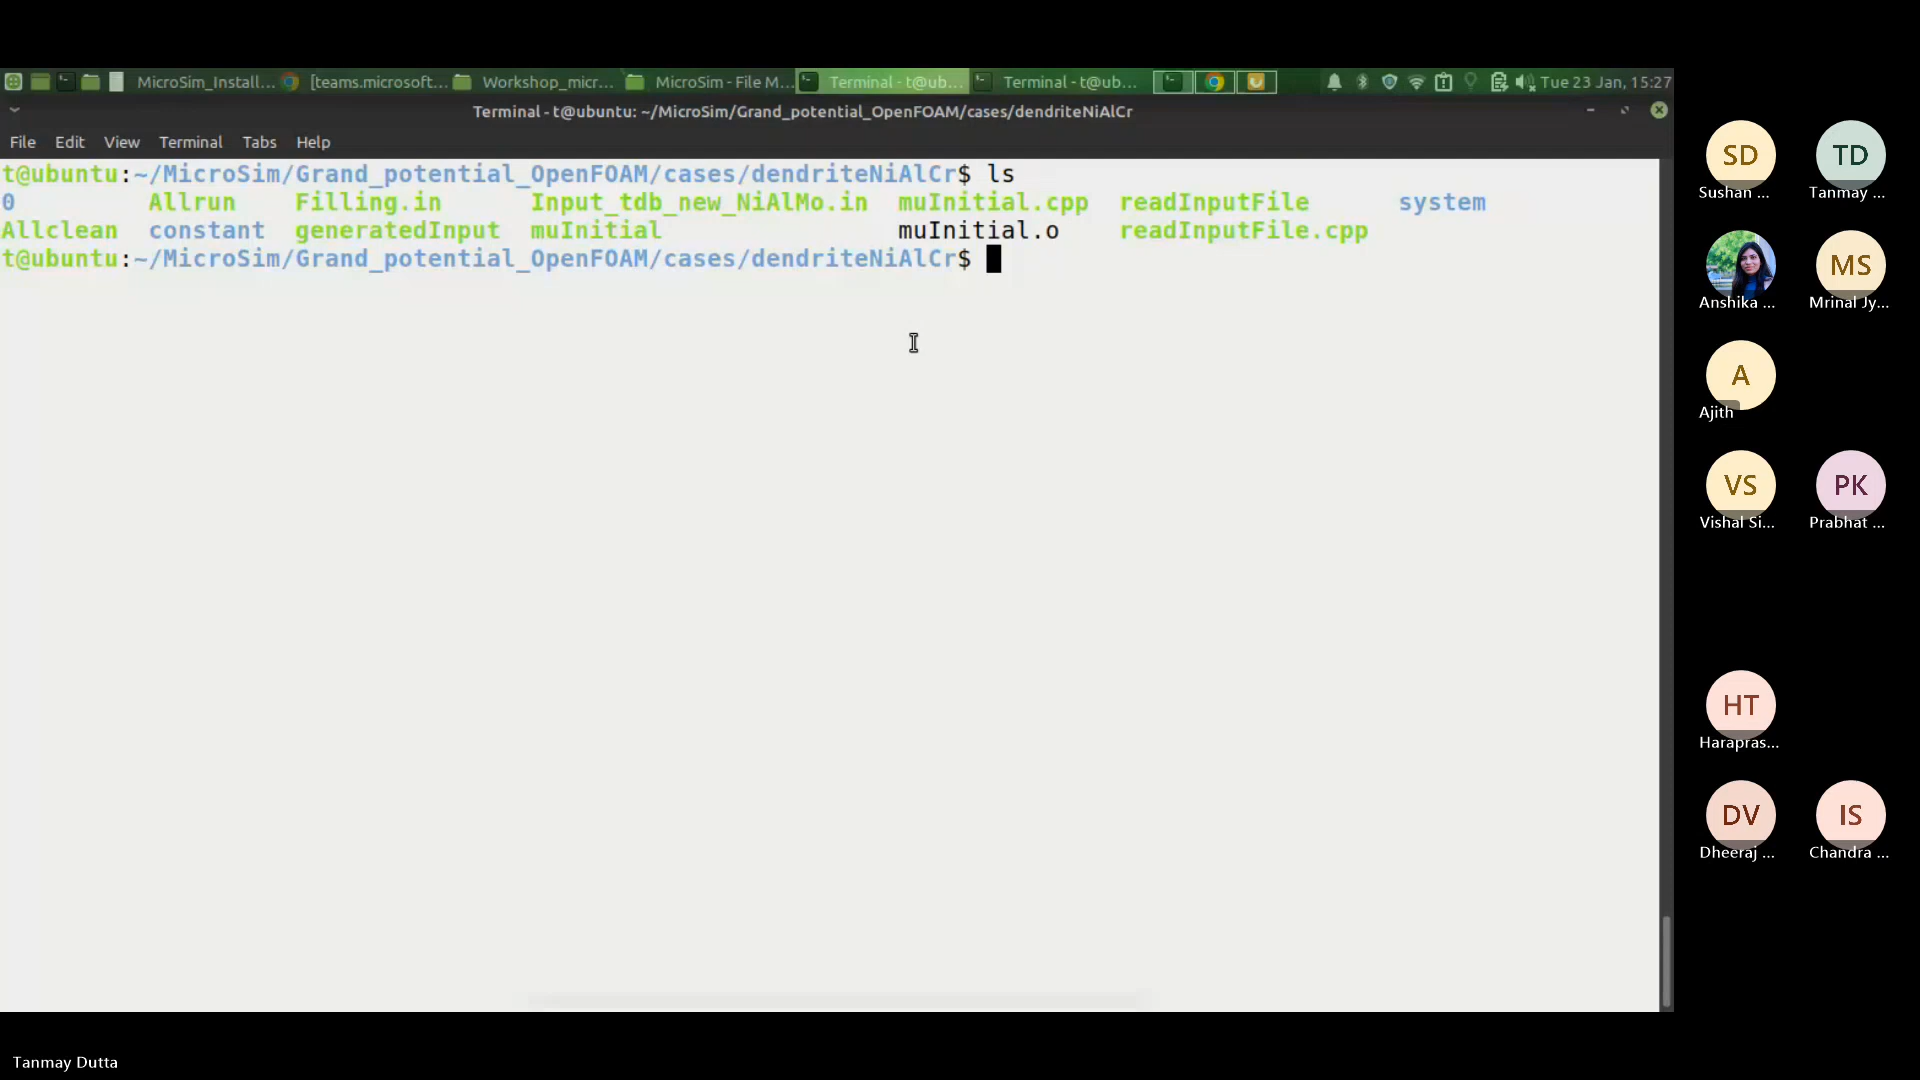 MicroSim_Install... [teams.microsoft... Workshop_micr... MicroSim - File M... Terminal - t@ub... Terminal - t@ub... Tue 23 Jan, 15:27
Terminal - t@ubuntu: ~/MicroSim/Grand_potential_OpenFOAM/cases/dendriteNiAlCr
File Edit View Terminal Tabs Help
t@ubuntu:~/MicroSim/Grand_potential_OpenFOAM/cases/dendriteNiAlCr$ ls
0 Allrun Filling.in Input_tdb_new_NiAlMo.in muInitial.cpp readInputFile system
Allclean constant generatedInput muInitial muInitial.o readInputFile.cpp
t@ubuntu:~/MicroSim/Grand_potential_OpenFOAM/cases/dendriteNiAlCr$
SD TD
Sushan ... Tanmay ...
MS
Anshika ... Mrinal Jy...
A
Ajith
VS PK
Vishal Si... Prabhat ...
HT
Harapras...
DV IS
Dheeraj ... Chandra ...
Tanmay Dutta